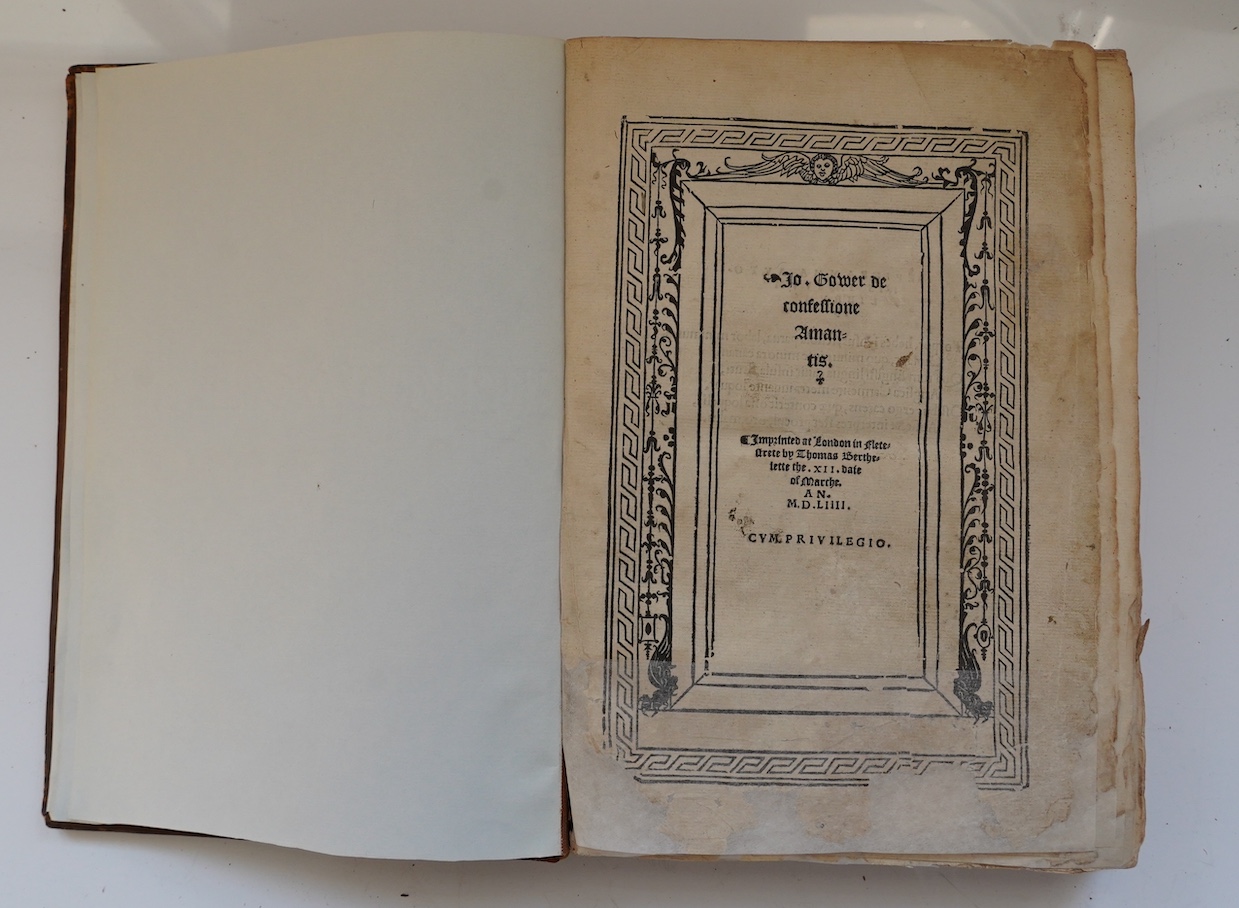 ❧Jo. Gower de
confessione
Aman-
tis.
¶Imprinted at London in Flete-
strete by Thomas Berthe-
lette the .XII. daie
of Marche.
AN.
M.D.LIIII.
CVM PRIVILEGIO.